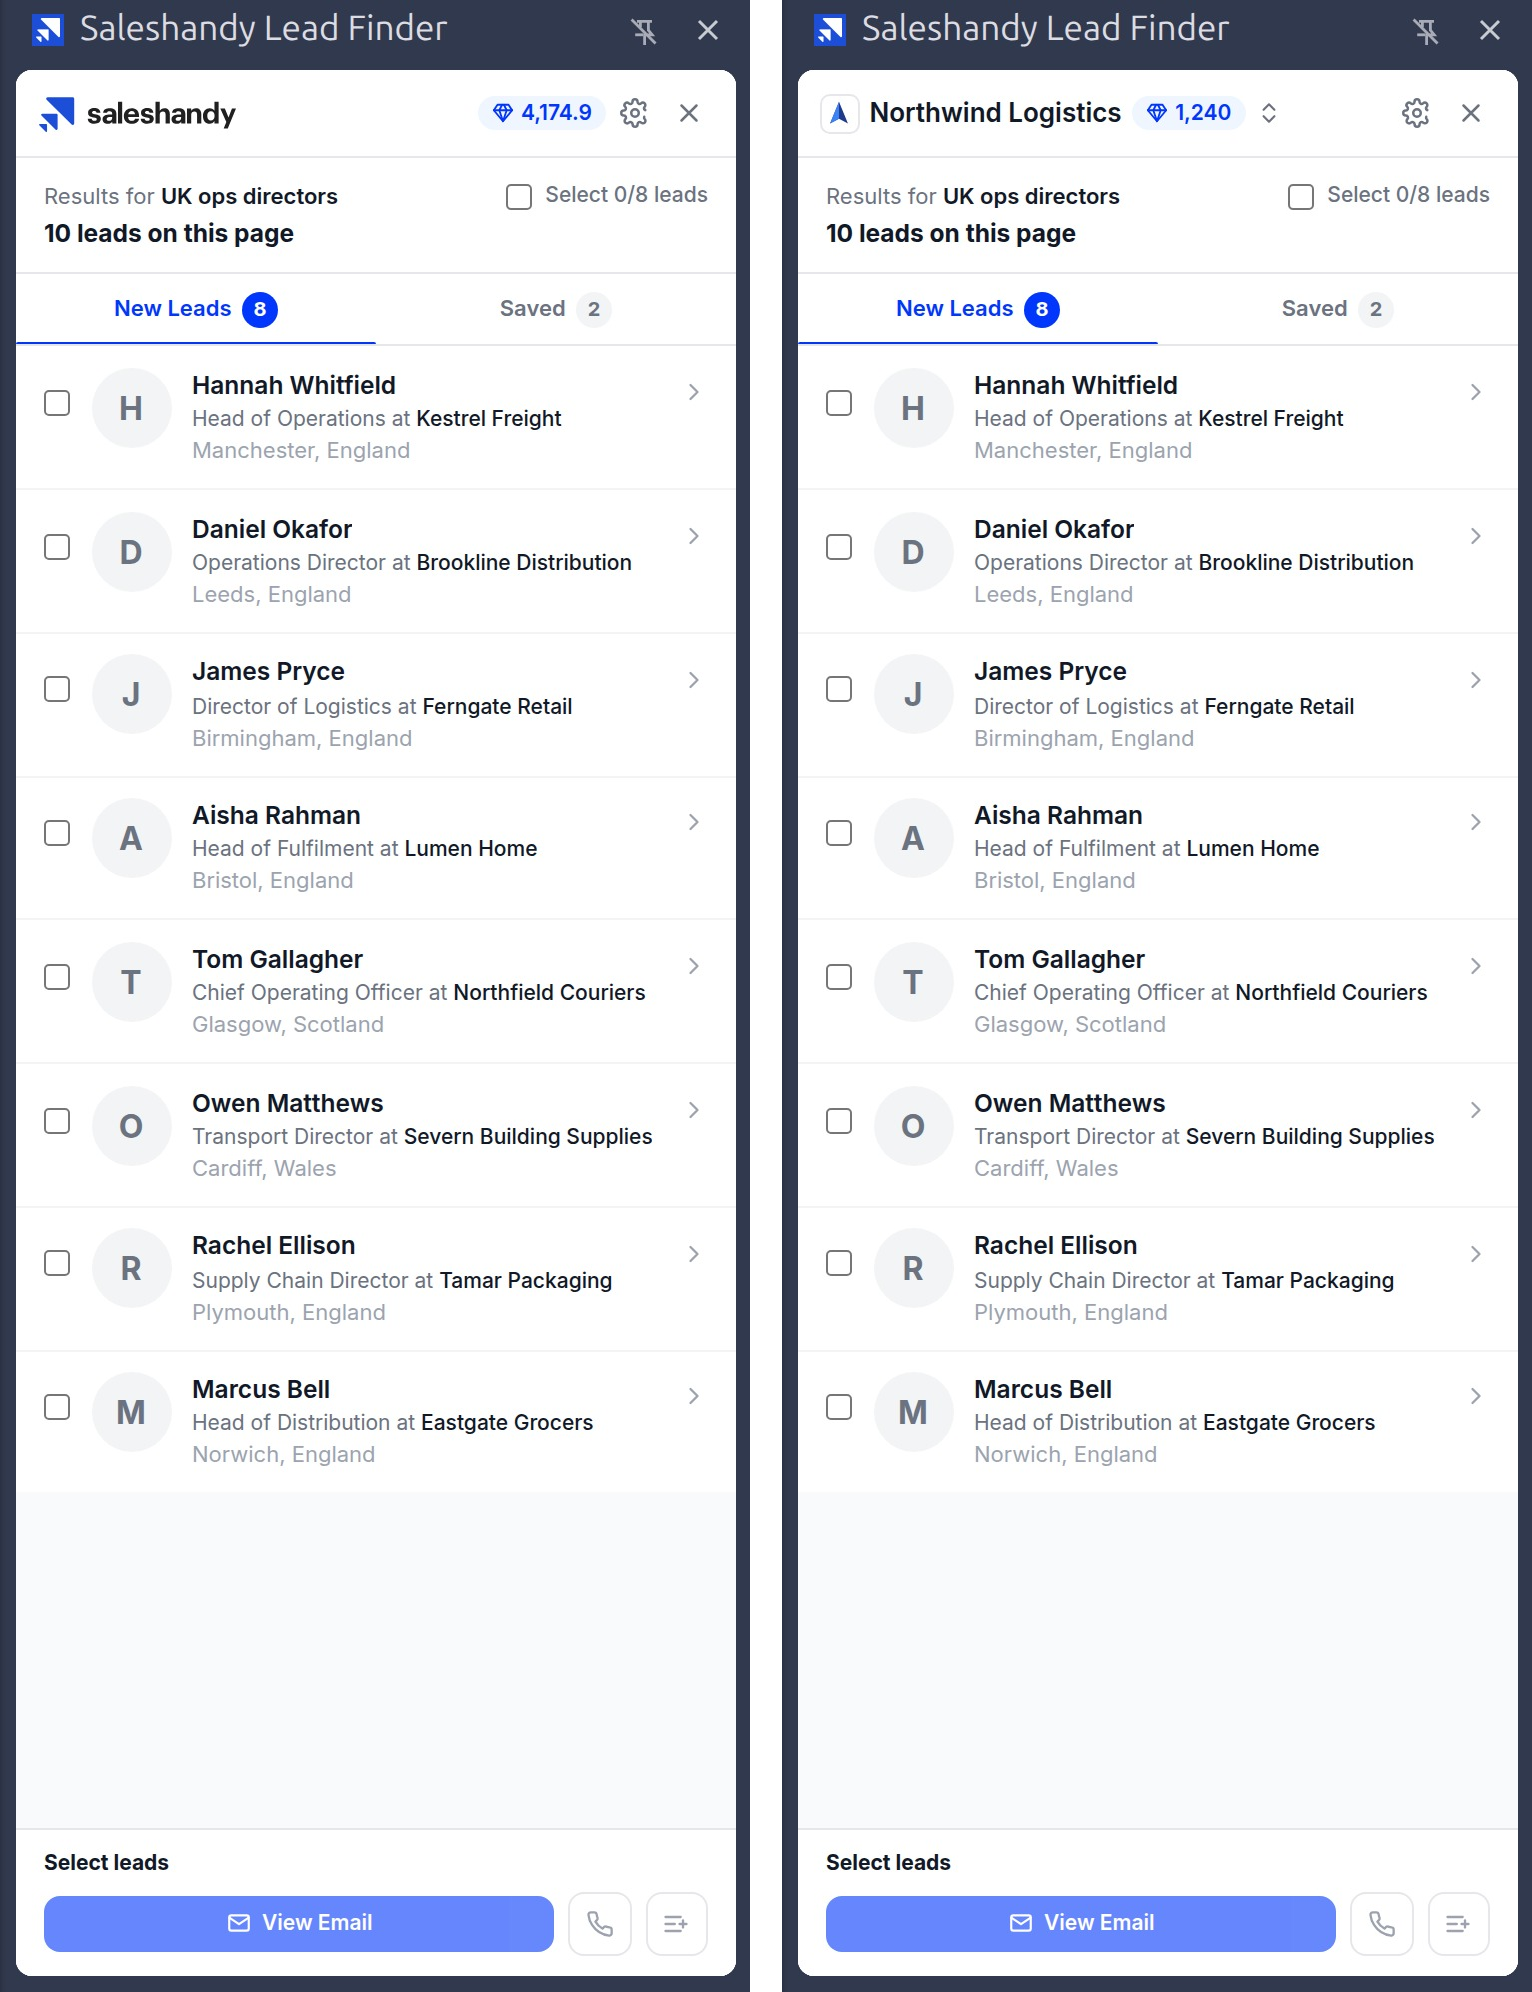 Saleshandy Lead Finder
saleshandy
4,174.9
Results for UK ops directors
Select 0/8 leads
10 leads on this page
New Leads 8
Saved 2
H
Hannah Whitfield
Head of Operations at Kestrel Freight
Manchester, England
D
Daniel Okafor
Operations Director at Brookline Distribution
Leeds, England
J
James Pryce
Director of Logistics at Ferngate Retail
Birmingham, England
A
Aisha Rahman
Head of Fulfilment at Lumen Home
Bristol, England
T
Tom Gallagher
Chief Operating Officer at Northfield Couriers
Glasgow, Scotland
O
Owen Matthews
Transport Director at Severn Building Supplies
Cardiff, Wales
R
Rachel Ellison
Supply Chain Director at Tamar Packaging
Plymouth, England
M
Marcus Bell
Head of Distribution at Eastgate Grocers
Norwich, England
Select leads
View Email
Saleshandy Lead Finder
Northwind Logistics
1,240
Results for UK ops directors
Select 0/8 leads
10 leads on this page
New Leads 8
Saved 2
H
Hannah Whitfield
Head of Operations at Kestrel Freight
Manchester, England
D
Daniel Okafor
Operations Director at Brookline Distribution
Leeds, England
J
James Pryce
Director of Logistics at Ferngate Retail
Birmingham, England
A
Aisha Rahman
Head of Fulfilment at Lumen Home
Bristol, England
T
Tom Gallagher
Chief Operating Officer at Northfield Couriers
Glasgow, Scotland
O
Owen Matthews
Transport Director at Severn Building Supplies
Cardiff, Wales
R
Rachel Ellison
Supply Chain Director at Tamar Packaging
Plymouth, England
M
Marcus Bell
Head of Distribution at Eastgate Grocers
Norwich, England
Select leads
View Email